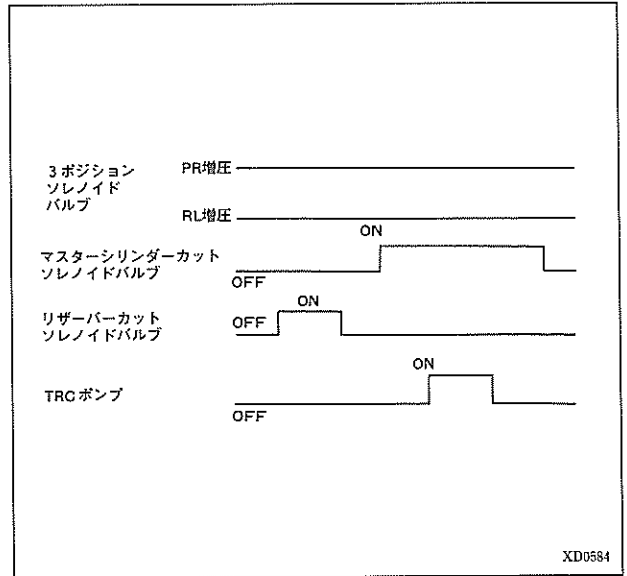 3 ポジション
ソレノイド
バルブ
PR増圧
RL増圧
ON
マスターシリンダーカット
ソレノイドバルブ
OFF
ON
リザーバーカット
ソレノイドバルブ
OFF
ON
TRC ポンプ
OFF
XD0584